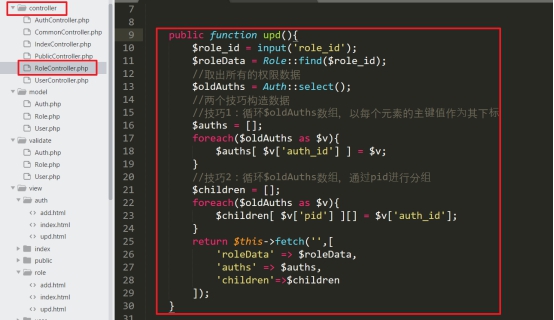 controller
AuthController.php
CommonController.php
IndexController.php
PublicController.php
RoleController.php
UserController.php
model
Auth.php
Role.php
User.php
validate
Auth.php
Role.php
User.php
view
auth
add.html
index.html
upd.html
index
public
role
add.html
index.html
upd.html
7
8
9 public function upd(){
10 $role_id = input('role_id');
11 $roleData = Role::find($role_id);
12 //取出所有的权限数据
13 $oldAuths = Auth::select();
14 //两个技巧构造数据
15 //技巧1：循环$oldAuths数组，以每个元素的主键值作为其下标
16 $auths = [];
17 foreach($oldAuths as $v){
18 $auths[ $v['auth_id'] ] = $v;
19 }
20 //技巧2：循环$oldAuths数组，通过pid进行分组
21 $children = [];
22 foreach($oldAuths as $v){
23 $children[ $v['pid'] ][] = $v['auth_id'];
24 }
25 return $this->fetch('',[
26 'roleData' => $roleData,
27 'auths' => $auths,
28 'children'=>$children
29 ]);
30 }
31